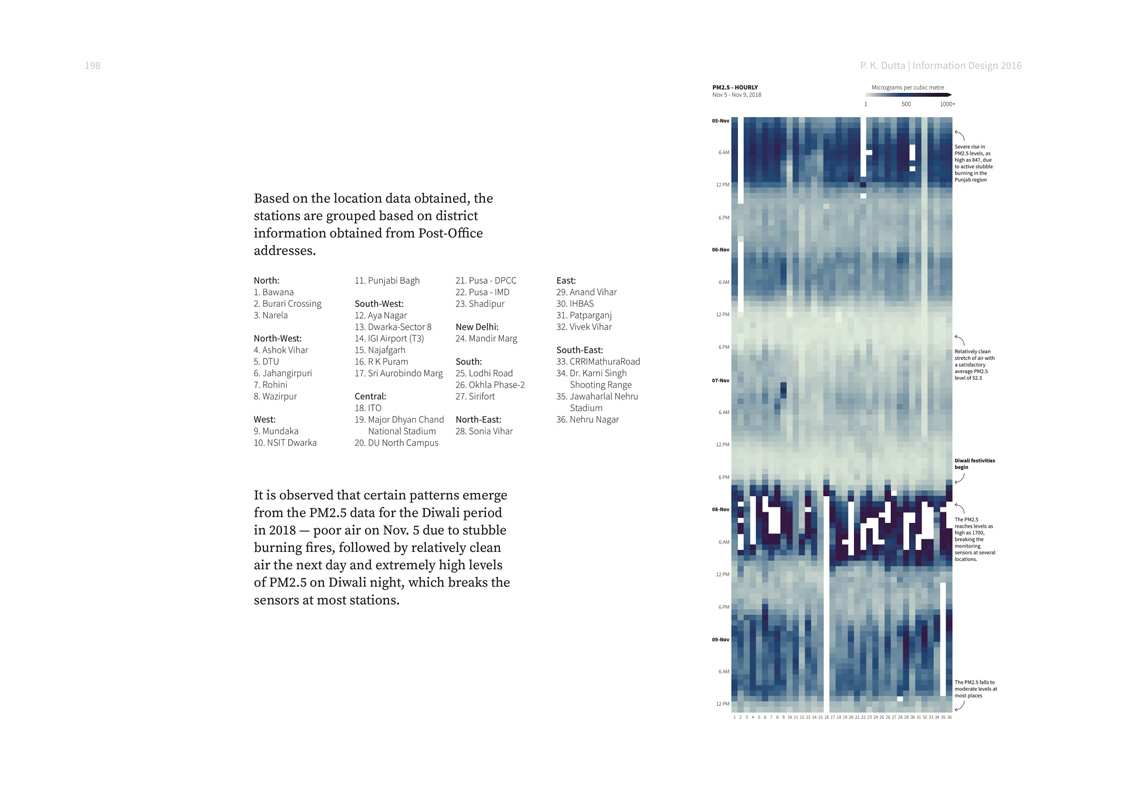 198
P. K. Dutta | Information Design 2016
Based on the location data obtained, the
stations are grouped based on district
information obtained from Post-Office
addresses.
North:
1. Bawana
2. Burari Crossing
3. Narela
North-West:
4. Ashok Vihar
5. DTU
6. Jahangirpuri
7. Rohini
8. Wazirpur
West:
9. Mundaka
10. NSIT Dwarka
11. Punjabi Bagh
South-West:
12. Aya Nagar
13. Dwarka-Sector 8
14. IGI Airport (T3)
15. Najafgarh
16. R K Puram
17. Sri Aurobindo Marg
Central:
18. ITO
19. Major Dhyan Chand
National Stadium
20. DU North Campus
21. Pusa - DPCC
22. Pusa - IMD
23. Shadipur
New Delhi:
24. Mandir Marg
South:
25. Lodhi Road
26. Okhla Phase-2
27. Sirifort
North-East:
28. Sonia Vihar
East:
29. Anand Vihar
30. IHBAS
31. Patparganj
32. Vivek Vihar
South-East:
33. CRRIMathuraRoad
34. Dr. Karni Singh
Shooting Range
35. Jawaharlal Nehru
Stadium
36. Nehru Nagar
It is observed that certain patterns emerge
from the PM2.5 data for the Diwali period
in 2018 — poor air on Nov. 5 due to stubble
burning fires, followed by relatively clean
air the next day and extremely high levels
of PM2.5 on Diwali night, which breaks the
sensors at most stations.
PM2.5 - HOURLY
Nov 5 - Nov 9, 2018
Micrograms per cubic metre
1 500 1000+
05-Nov
6 AM
12 PM
6 PM
06-Nov
6 AM
12 PM
6 PM
07-Nov
6 AM
12 PM
6 PM
08-Nov
6 AM
12 PM
6 PM
09-Nov
6 AM
12 PM
1 2 3 4 5 6 7 8 9 10 11 12 13 14 15 16 17 18 19 20 21 22 23 24 25 26 27 28 29 30 31 32 33 34 35 36
Severe rise in
PM2.5 levels, as
high as 847, due
to active stubble
burning in the
Punjab region
Relatively clean
stretch of air with
a satisfactory
average PM2.5
level of 52.3
Diwali festivities
begin
The PM2.5
reaches levels as
high as 1700,
breaking the
monitoring
sensors at several
locations.
The PM2.5 falls to
moderate levels at
most places